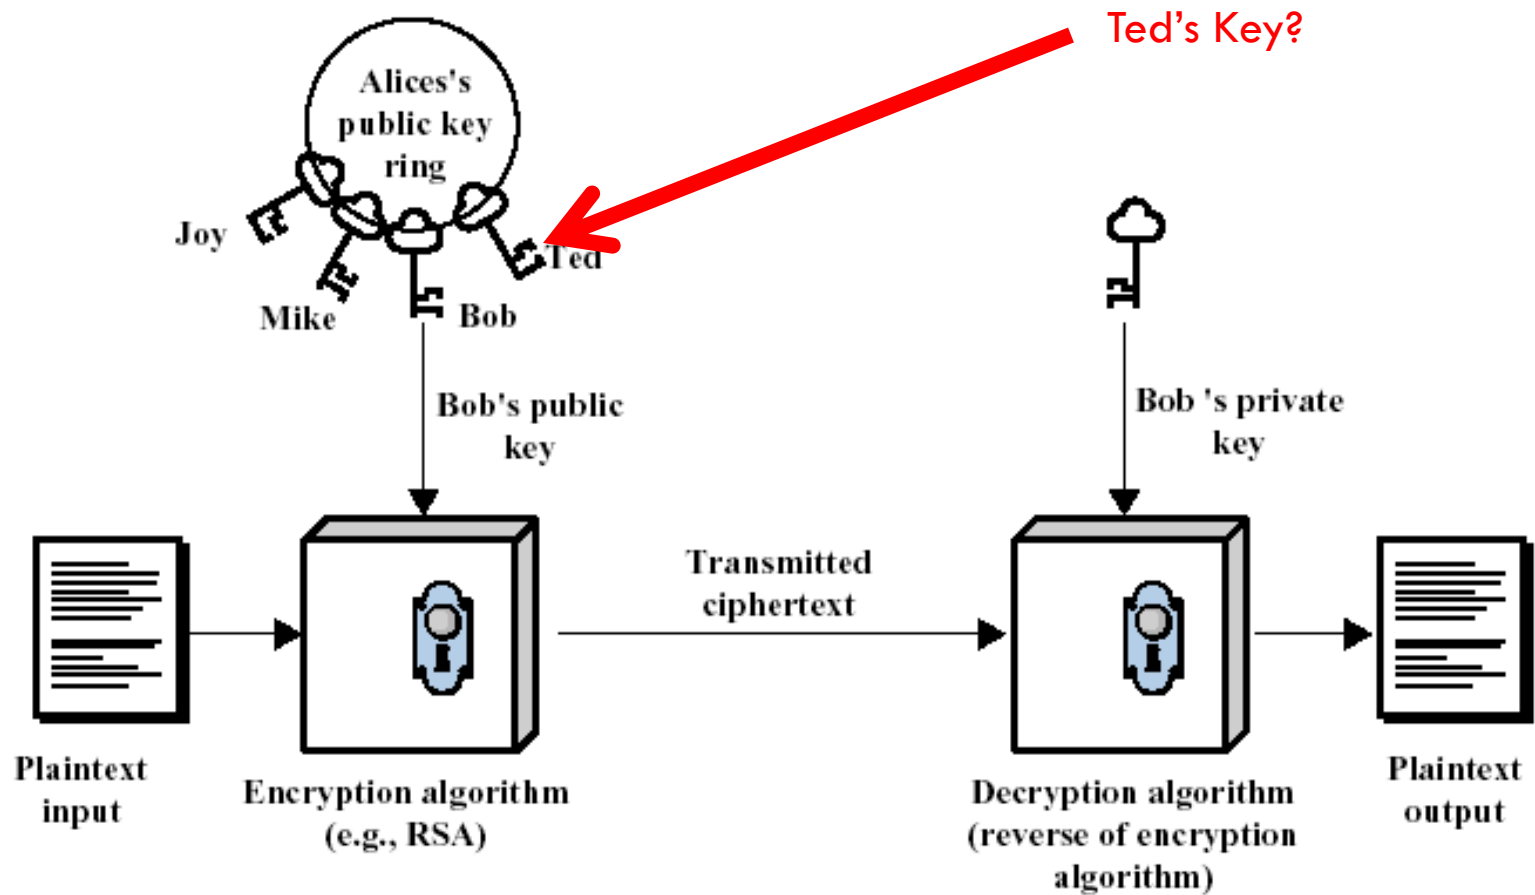 Ted's Key?
Alices's
public key
ring
Joy
Mike
Bob
Ted
Bob's public
key
Bob 's private
key
Transmitted
ciphertext
Plaintext
input
Encryption algorithm
(e.g., RSA)
Decryption algorithm
(reverse of encryption
algorithm)
Plaintext
output